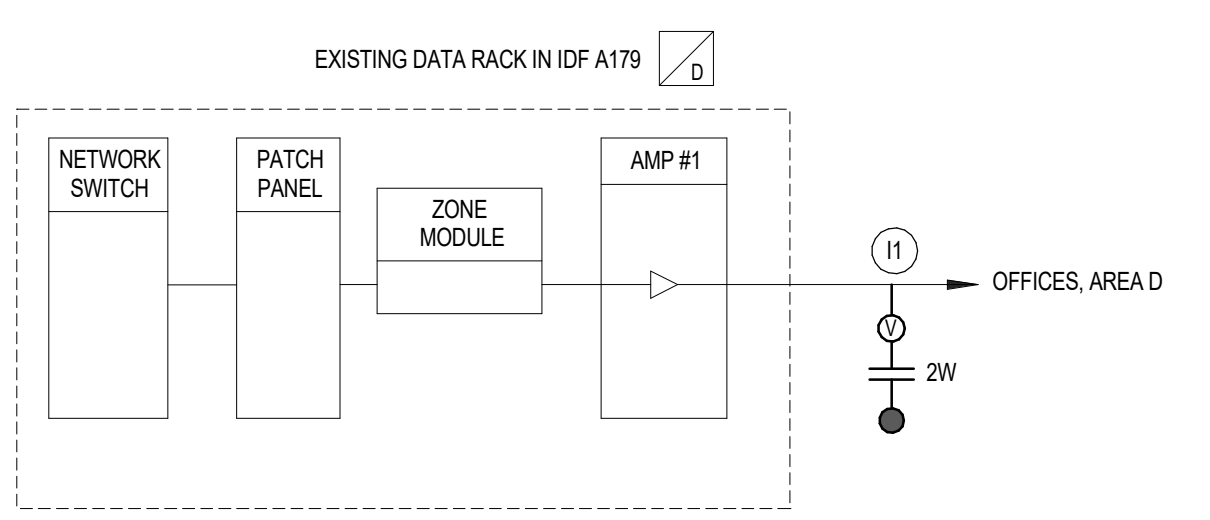 EXISTING DATA RACK IN IDF A179
D
NETWORK
SWITCH
PATCH
PANEL
ZONE
MODULE
AMP #1
I1
OFFICES, AREA D
V
2W